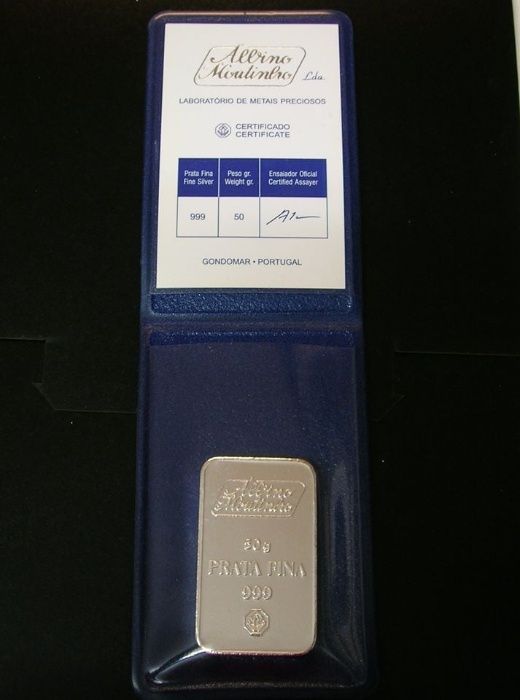 Albino
Moutinho Lda.
LABORATÓRIO DE METAIS PRECIOSOS
CERTIFICADO
CERTIFICATE
Prata Fina
Fine Silver
Peso gr.
Weight gr.
Ensaiador Oficial
Certified Assayer
999
50
GONDOMAR • PORTUGAL
Albino
Moutinho
50g
PRATA FINA
999